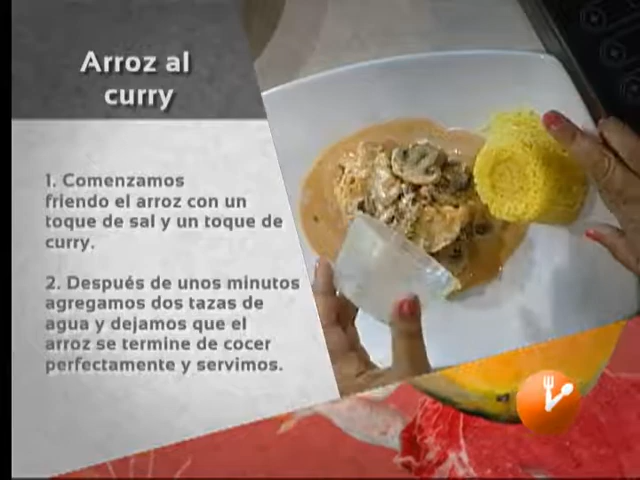 Arroz al
curry
1. Comenzamos
friendo el arroz con un
toque de sal y un toque de
curry.
2. Después de unos minutos
agregamos dos tazas de
agua y dejamos que el
arroz se termine de cocer
perfectamente y servimos.